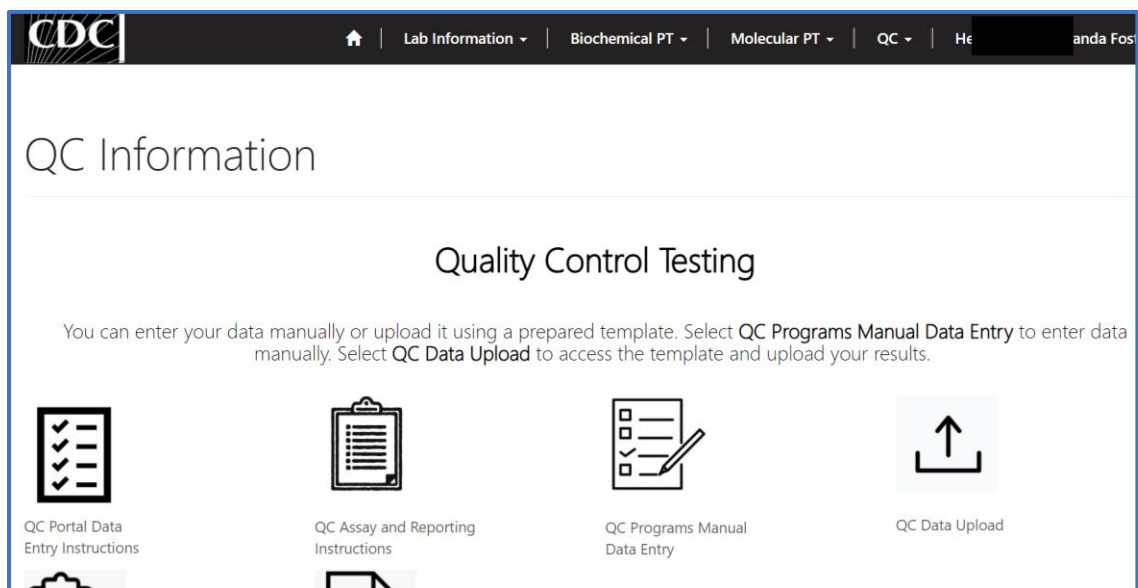 CDC
Lab Information
Biochemical PT
Molecular PT
QC
He anda Fost
QC Information
Quality Control Testing
You can enter your data manually or upload it using a prepared template. Select QC Programs Manual Data Entry to enter data
manually. Select QC Data Upload to access the template and upload your results.
QC Portal Data
Entry Instructions
QC Assay and Reporting
Instructions
QC Programs Manual
Data Entry
QC Data Upload